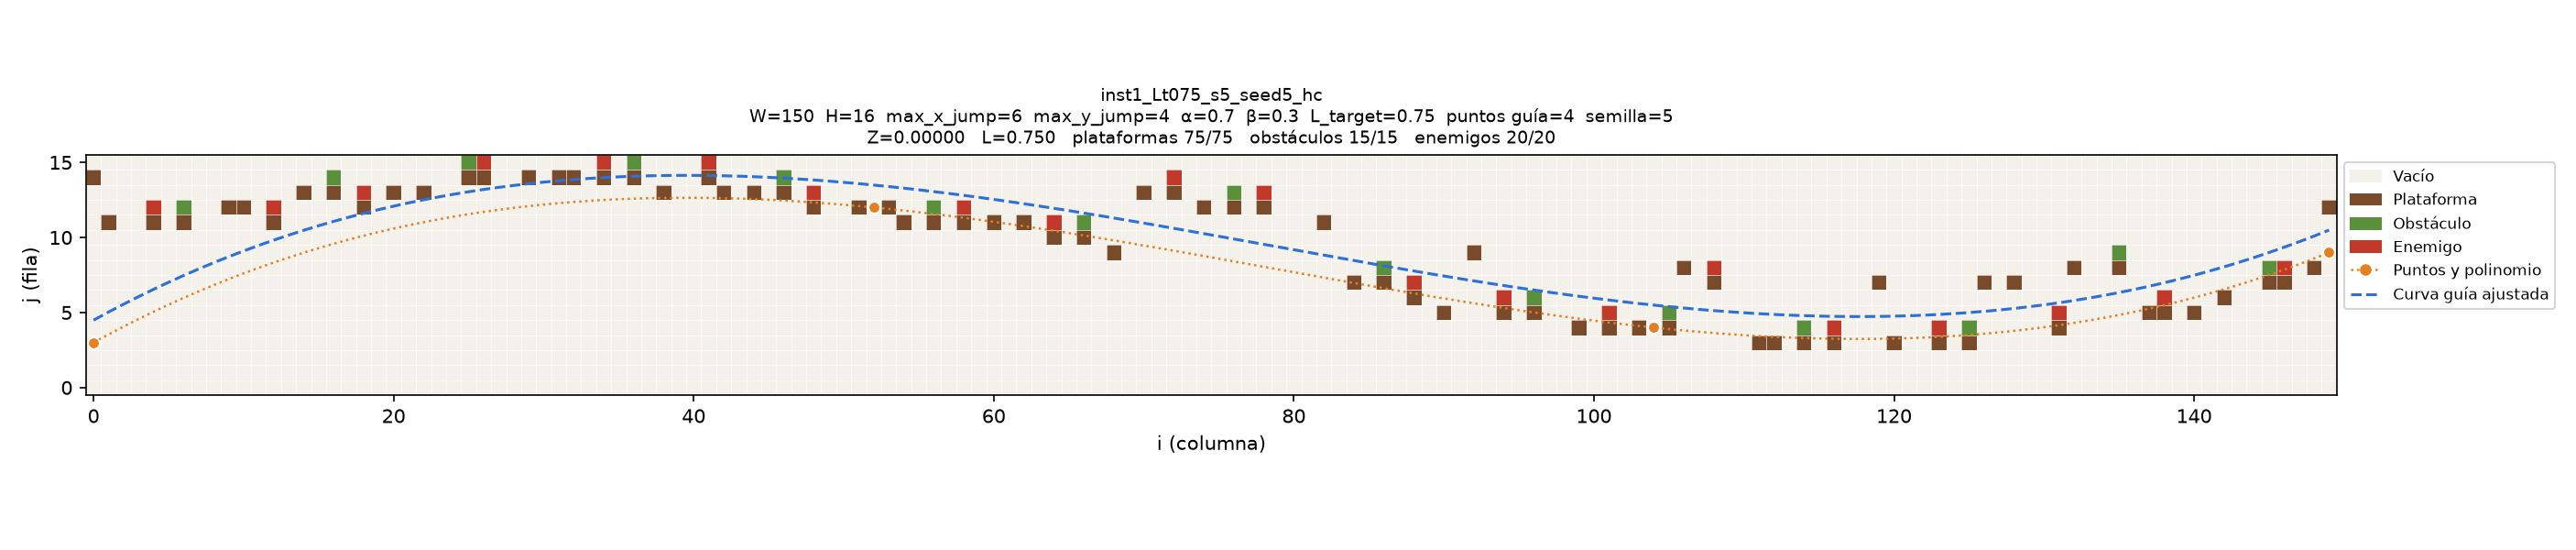 inst1_Lt075_s5_seed5_hc
W=150  H=16  max_x_jump=6  max_y_jump=4  α=0.7  β=0.3  L_target=0.75  puntos guía=4  semilla=5
Z=0.00000   L=0.750   plataformas 75/75   obstáculos 15/15   enemigos 20/20
15
10
5
0
j (fila)
0 20 40 60 80 100 120 140
i (columna)
Vacío
Plataforma
Obstáculo
Enemigo
Puntos y polinomio
Curva guía ajustada